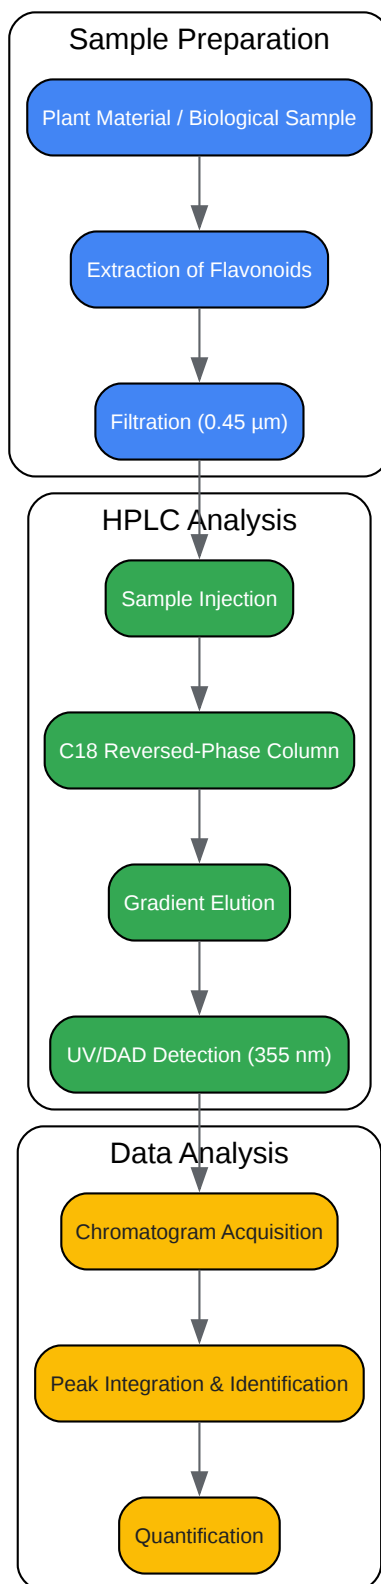 Sample Preparation
Plant Material / Biological Sample
Extraction of Flavonoids
Filtration (0.45 µm)
HPLC Analysis
Sample Injection
C18 Reversed-Phase Column
Gradient Elution
UV/DAD Detection (355 nm)
Data Analysis
Chromatogram Acquisition
Peak Integration & Identification
Quantification